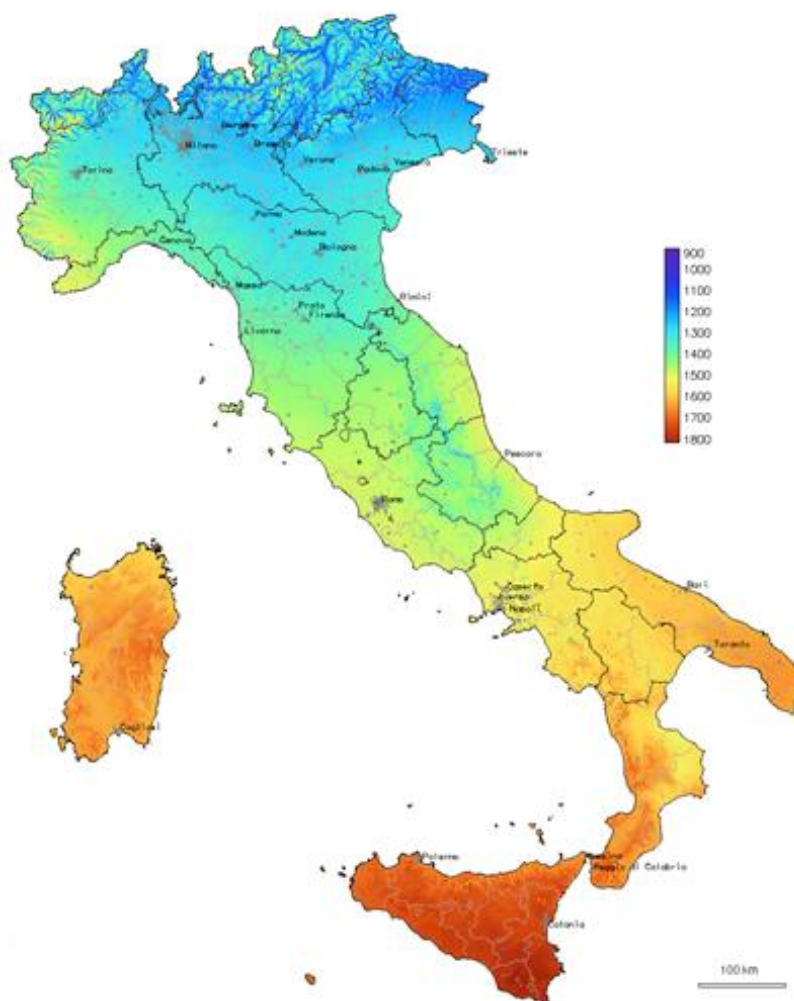 Bergamo
Milano
Brescia
Trieste
Verona
Venezia
Padova
Torino
Parma
Modena
Genova
Bologna
900
1000
1100
1200
1300
1400
1500
1600
1700
1800
Massa
Rimini
Prato
Firenze
Livorno
Pescara
Roma
Bari
Caserta
Napoli
Taranto
Cagliari
Palermo
Messina
Reggio di Calabria
Catania
100 km